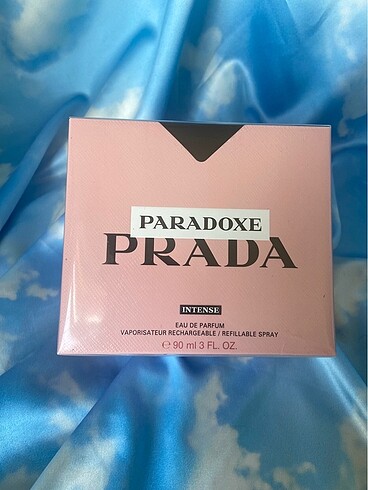 PARADOXE
PRADA
INTENSE
EAU DE PARFUM
VAPORISATEUR RECHARGEABLE / REFILLABLE SPRAY
℮ 90 ml 3 FL. OZ.